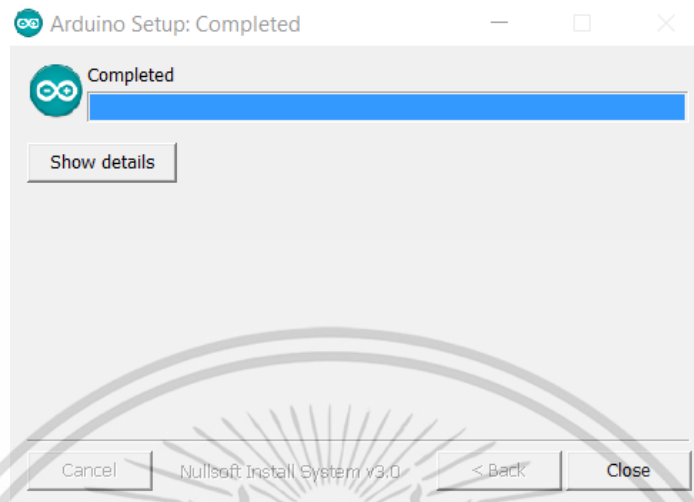 Arduino Setup: Completed
Completed
Show details
Cancel Nullsoft Install System v3.0 < Back Close